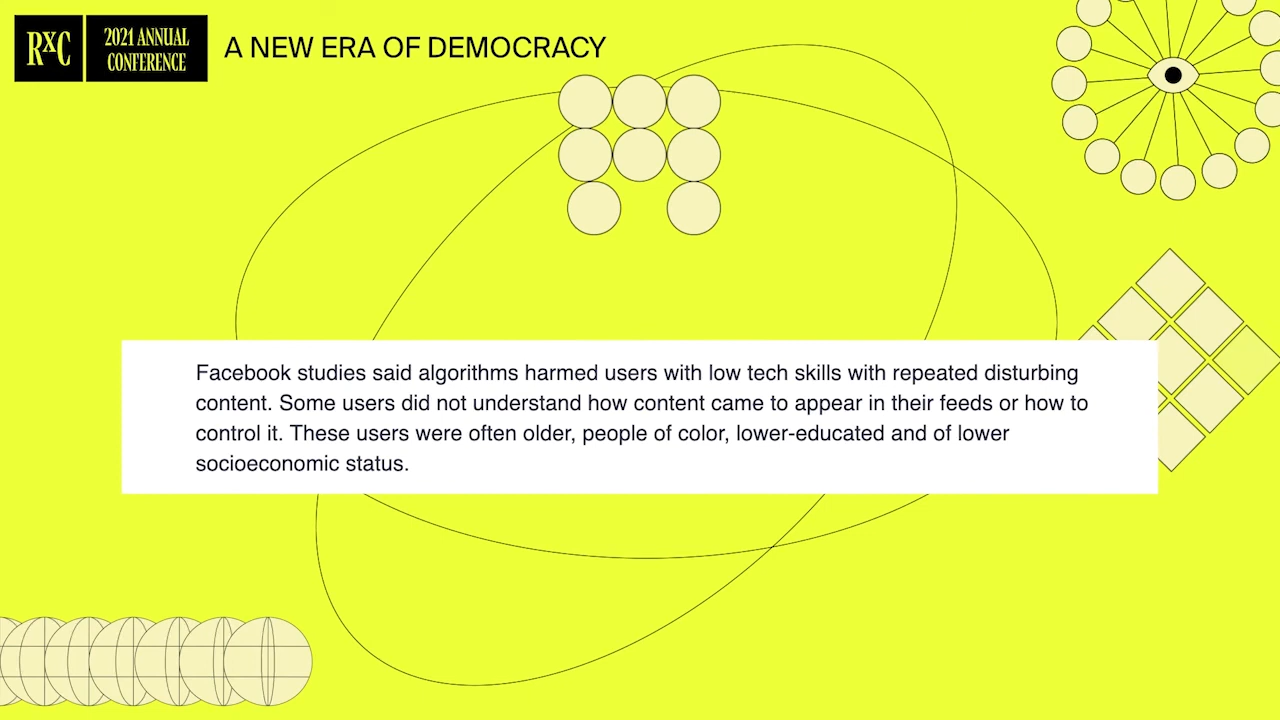 RxC
2021 ANNUAL
CONFERENCE
A NEW ERA OF DEMOCRACY
Facebook studies said algorithms harmed users with low tech skills with repeated disturbing
content. Some users did not understand how content came to appear in their feeds or how to
control it. These users were often older, people of color, lower-educated and of lower
socioeconomic status.